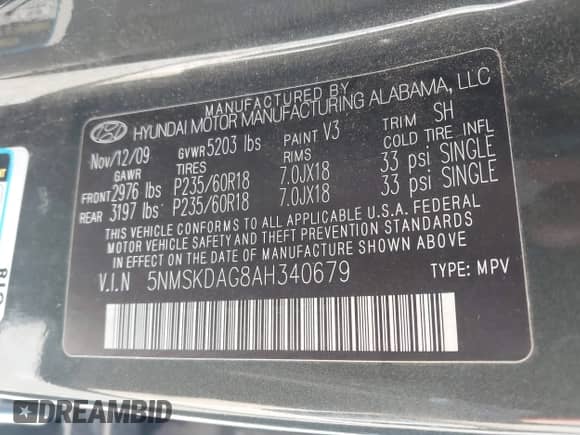 MANUFACTURED BY
HYUNDAI MOTOR MANUFACTURING ALABAMA, LLC
Nov/12/09 GVWR 5203 lbs PAINT V3 TRIM SH
GAWR TIRES RIMS COLD TIRE INFL
FRONT 2976 lbs P235/60R18 7.0JX18 33 psi SINGLE
REAR 3197 lbs P235/60R18 7.0JX18 33 psi SINGLE
THIS VEHICLE CONFORMS TO ALL APPLICABLE U.S.A. FEDERAL
MOTOR VEHICLE SAFETY AND THEFT PREVENTION STANDARDS
IN EFFECT ON THE DATE OF MANUFACTURE SHOWN ABOVE
V.I.N 5NMSKDAG8AH340679 TYPE: MPV
DREAMBID